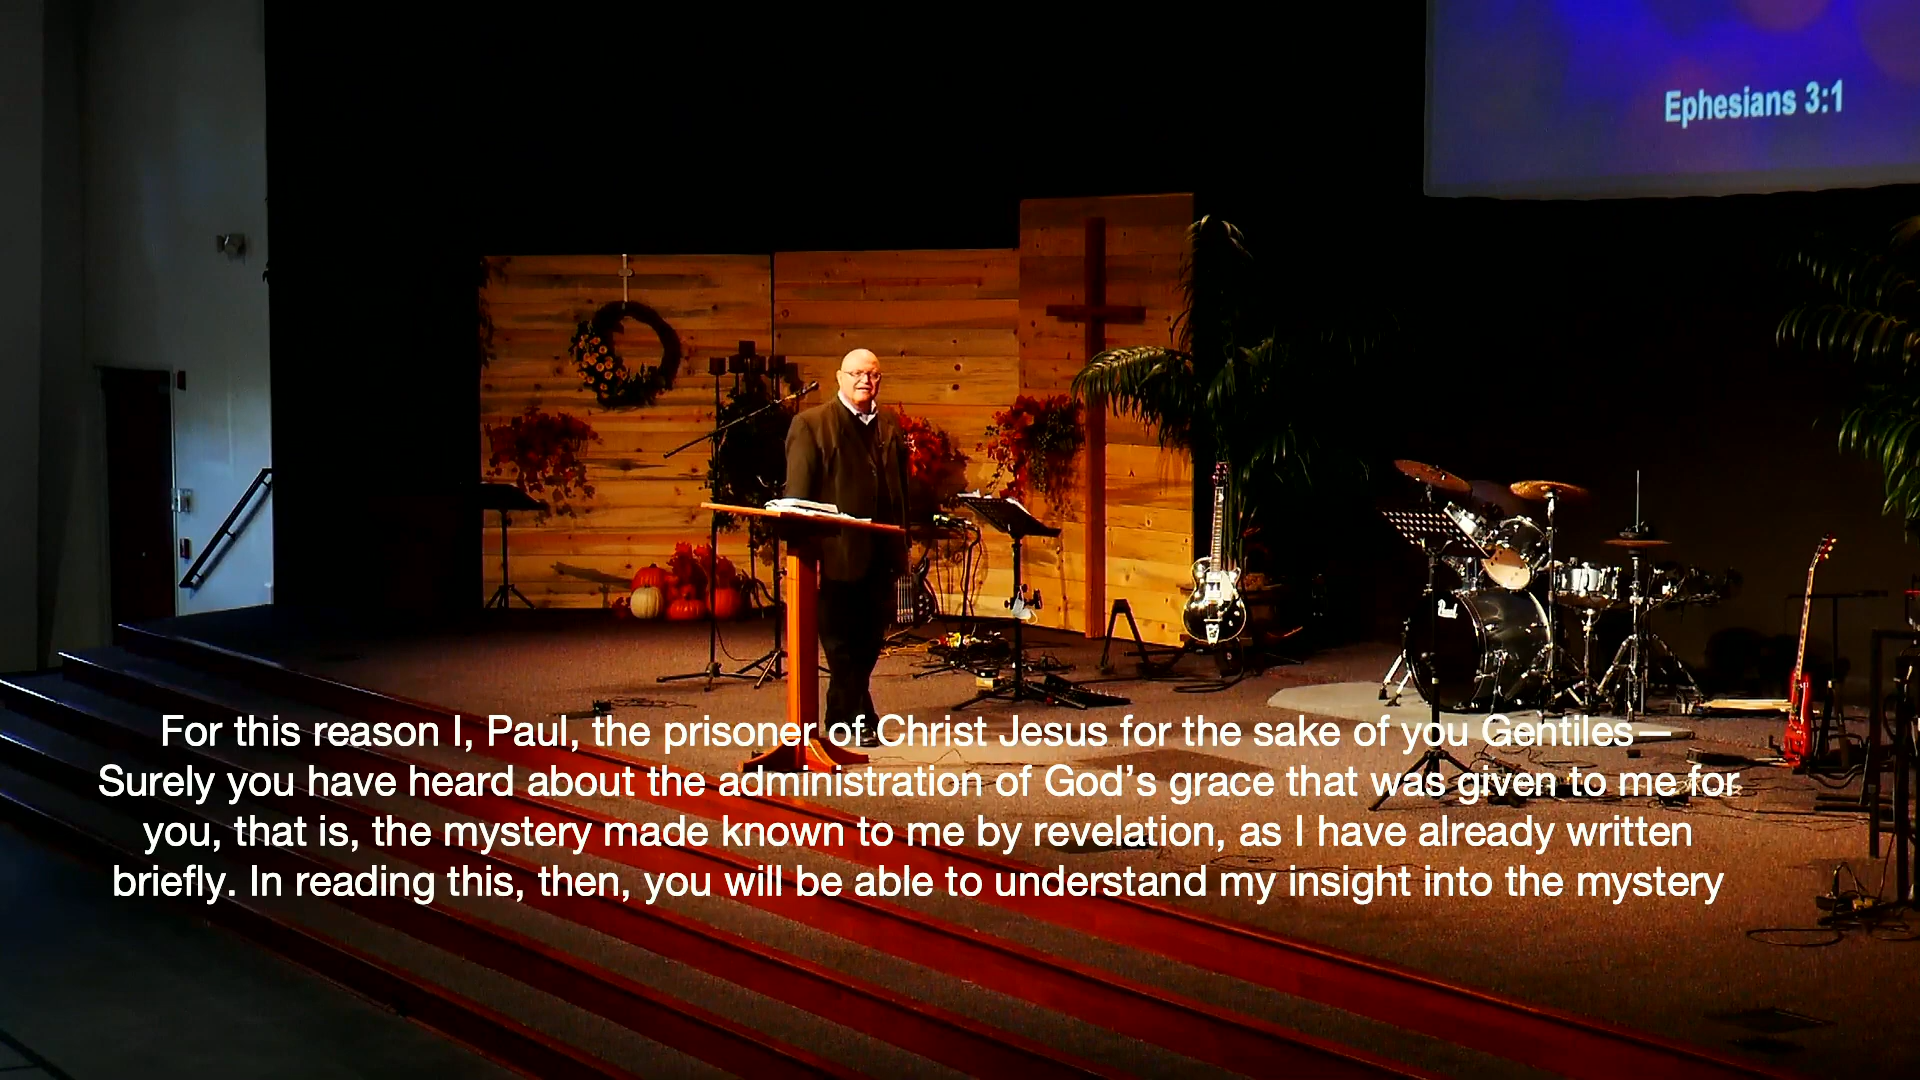 Ephesians 3:1
Pearl
For this reason I, Paul, the prisoner of Christ Jesus for the sake of you Gentiles—
Surely you have heard about the administration of God’s grace that was given to me for
you, that is, the mystery made known to me by revelation, as I have already written
briefly. In reading this, then, you will be able to understand my insight into the mystery